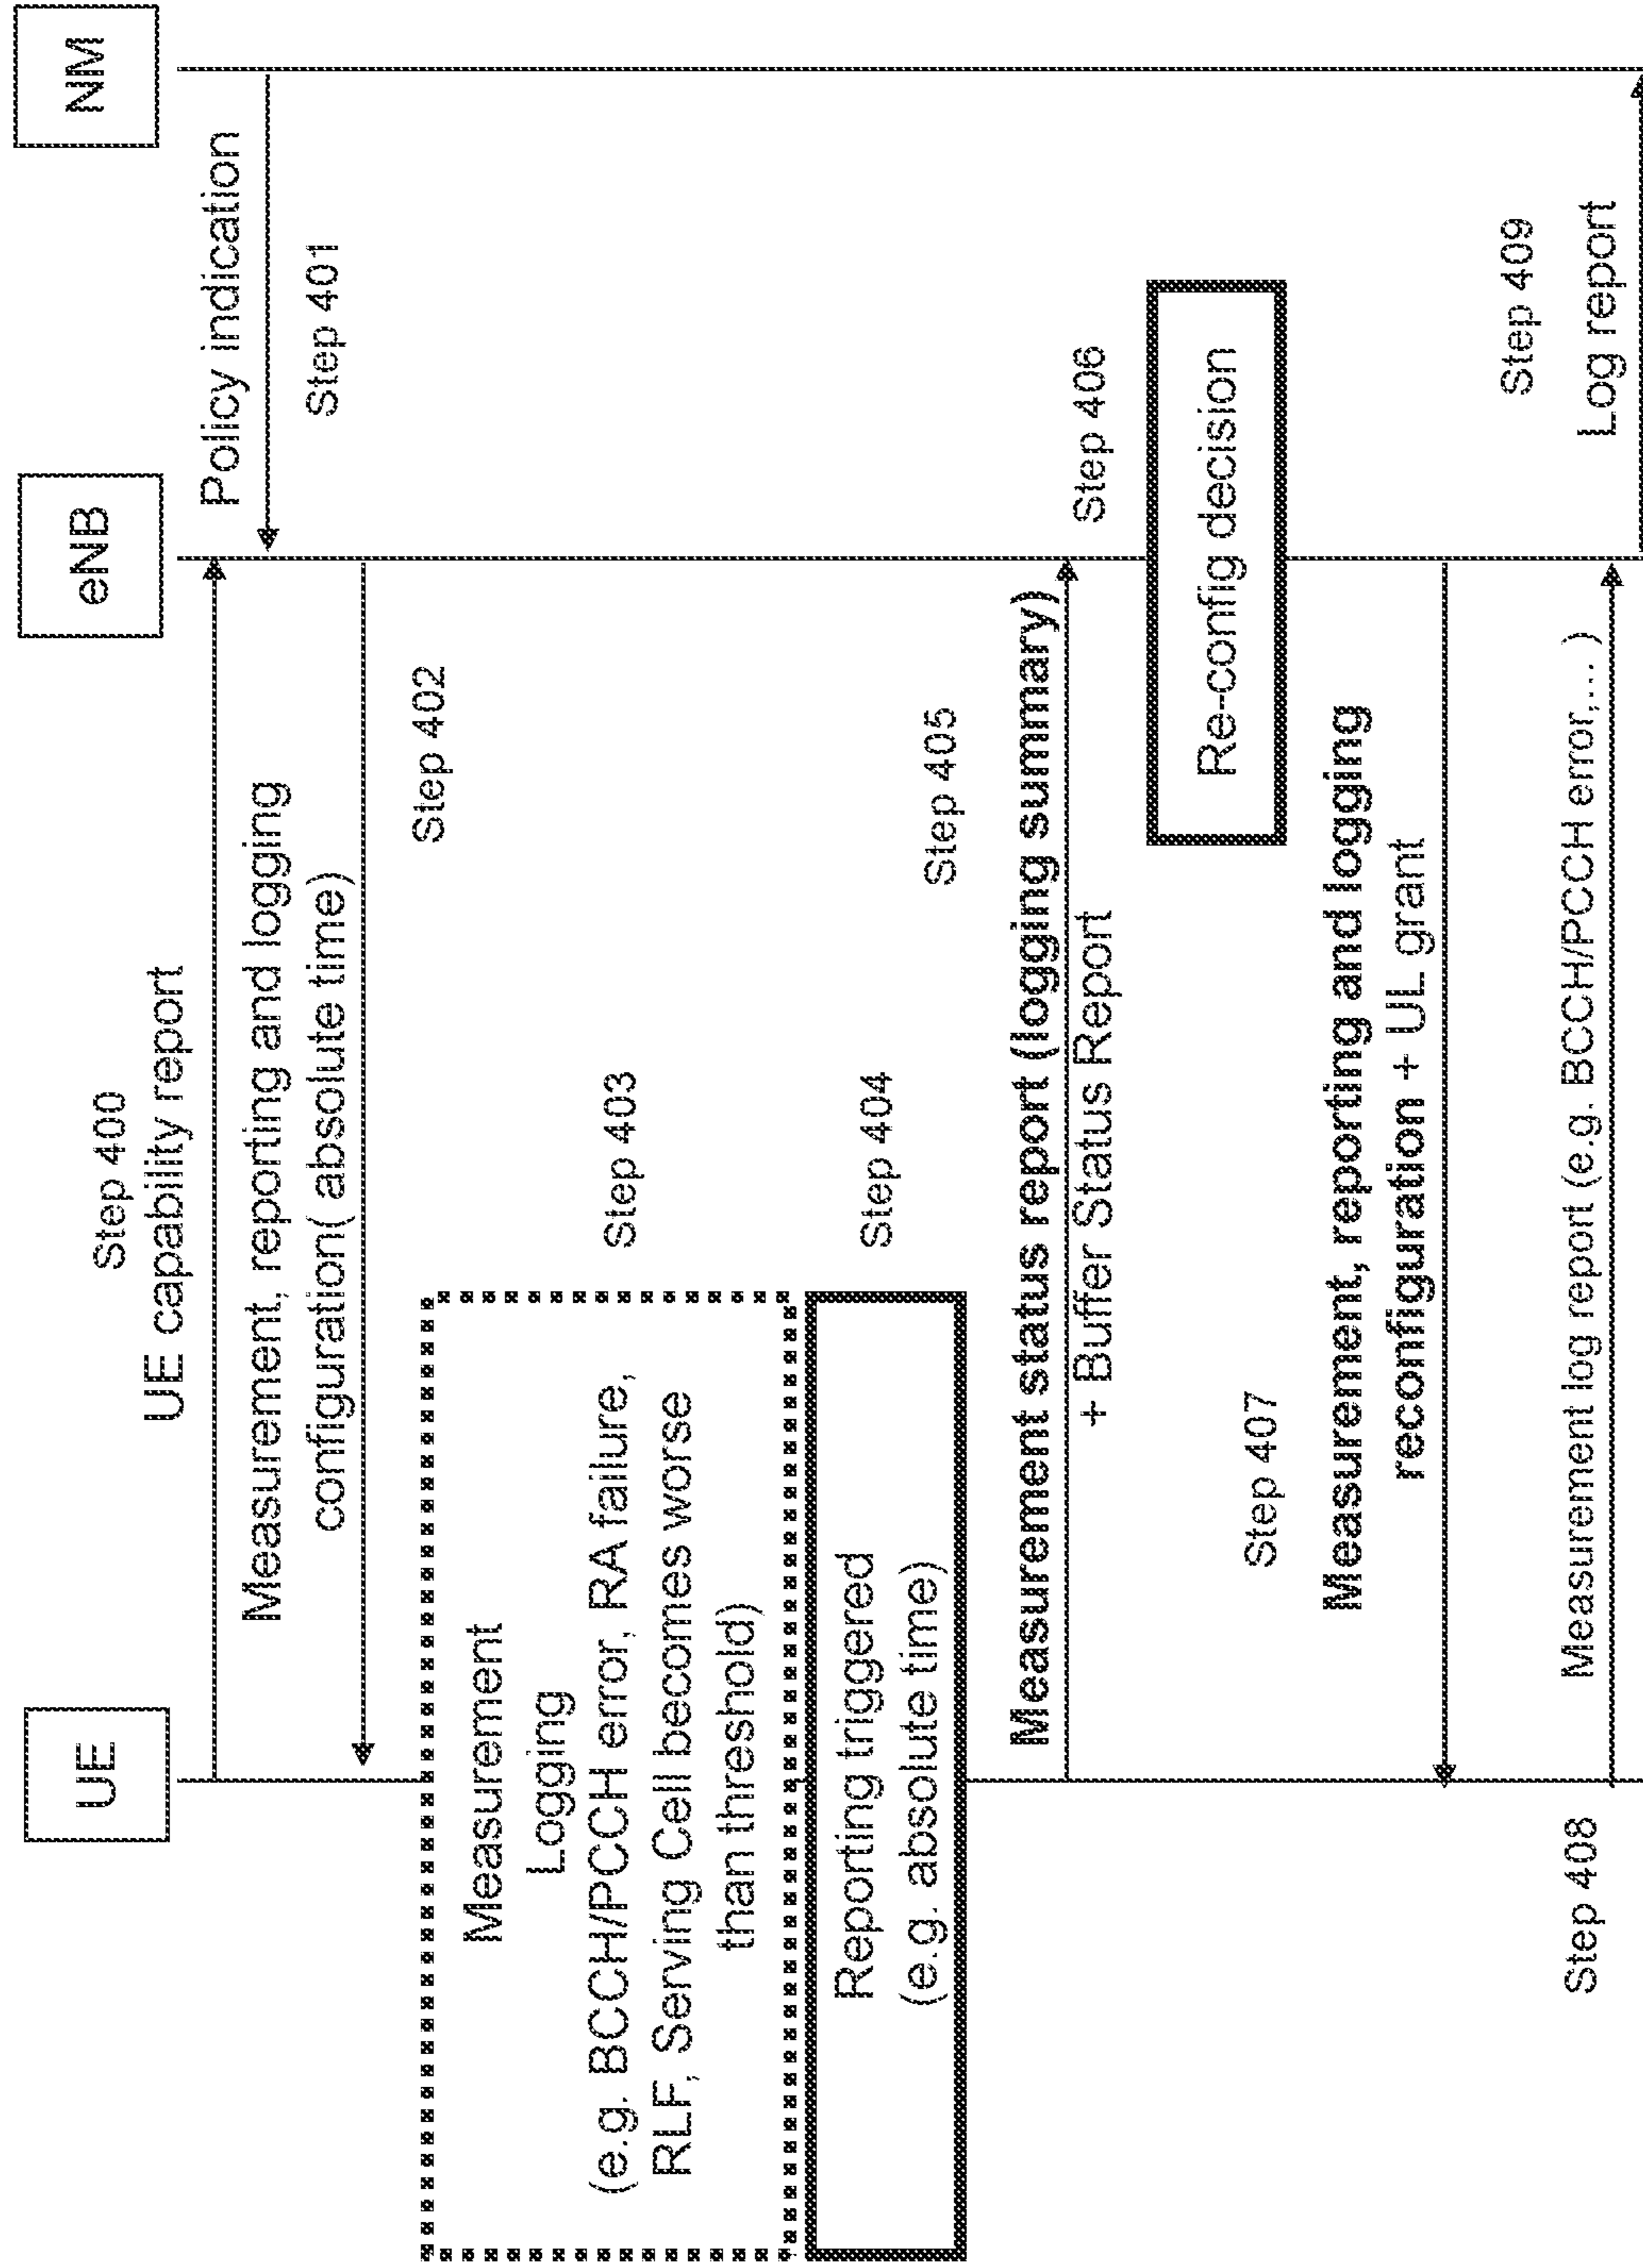 UE
eNB
NM
Step 400
UE capability report
Policy indication
Step 401
Measurement, reporting and logging
configuration( absolute time)
Step 402
Measurement
Logging
(e.g. BCCH/PCCH error, RA failure,
RLF, Serving Cell becomes worse
than threshold)
Step 403
Reporting triggered
(e.g. absolute time)
Step 404
Step 405
Measurement status report (logging summary)
+ Buffer Status Report
Step 406
Re-config decision
Step 407
Measurement, reporting and logging
reconfiguration + UL grant
Step 408
Measurement log report (e.g. BCCH/PCCH error,... )
Step 409
Log report